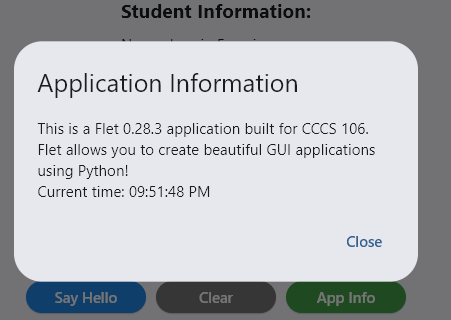 Student Information:
Application Information
This is a Flet 0.28.3 application built for CCCS 106.
Flet allows you to create beautiful GUI applications
using Python!
Current time: 09:51:48 PM
Close
Say Hello
Clear
App Info